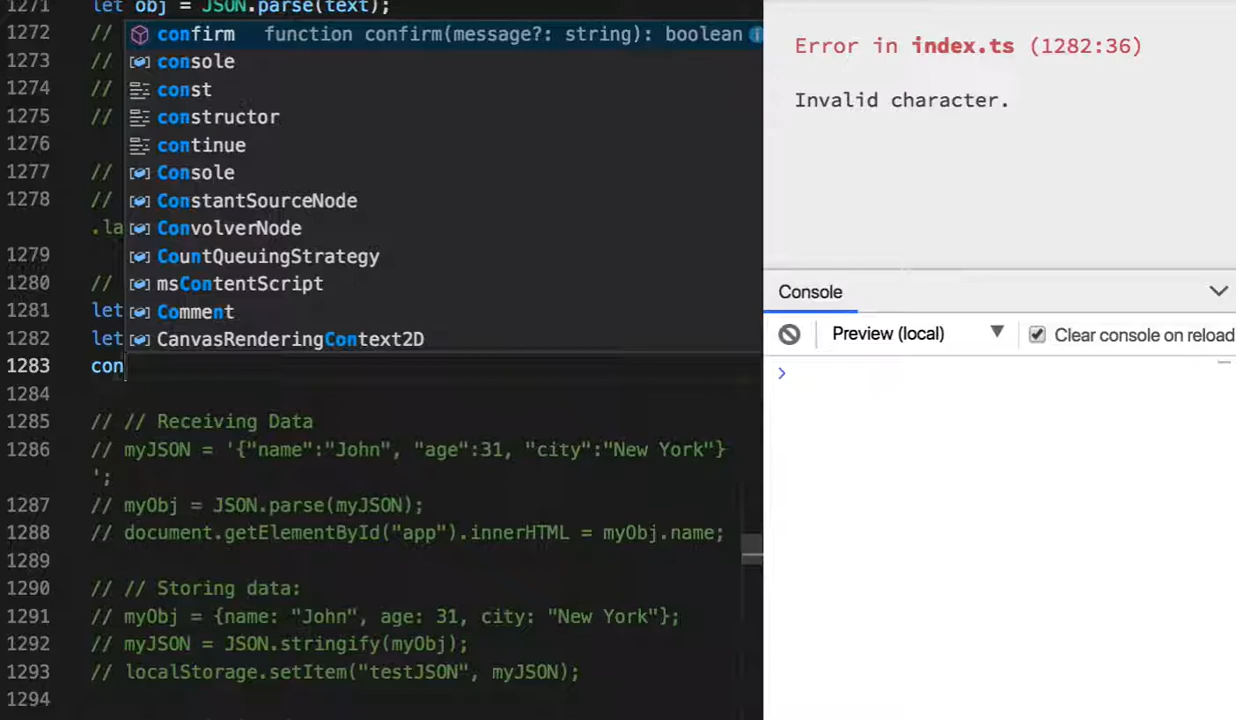 1271 let obj = JSON.parse(text);
1272 //
confirm function confirm(message?: string): boolean
1273 //
console
1274 //
const
1275 //
constructor
1276
continue
1277 //
Console
1278 //
ConstantSourceNode
.la
ConvolverNode
1279
CountQueuingStrategy
1280 //
msContentScript
1281 let
Comment
1282 let
CanvasRenderingContext2D
1283 con
1284
1285 // // Receiving Data
1286 // myJSON = '{"name":"John", "age":31, "city":"New York"}
';
1287 // myObj = JSON.parse(myJSON);
1288 // document.getElementById("app").innerHTML = myObj.name;
1289
1290 // // Storing data:
1291 // myObj = {name: "John", age: 31, city: "New York"};
1292 // myJSON = JSON.stringify(myObj);
1293 // localStorage.setItem("testJSON", myJSON);
1294
Error in index.ts (1282:36)
Invalid character.
Console
Preview (local) ▼ Clear console on reload
>